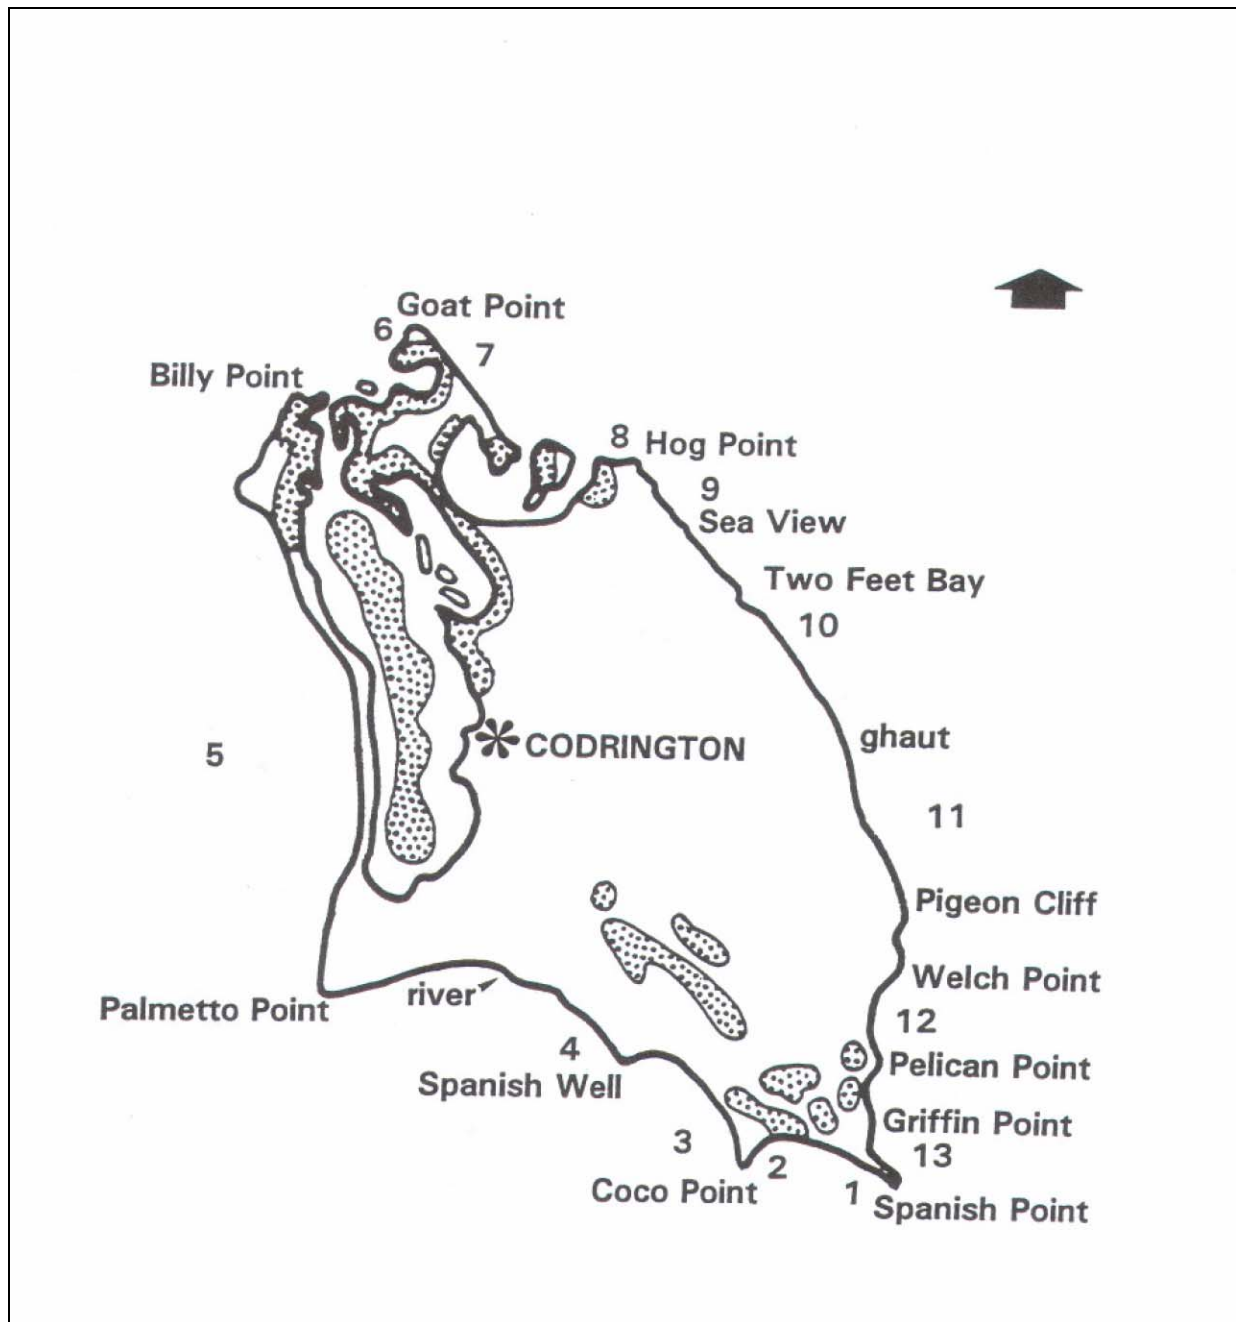 Goat Point
6
7
Billy Point
8 Hog Point
9
Sea View
Two Feet Bay
10
ghaut
5
CODRINGTON
11
Pigeon Cliff
Welch Point
river
Palmetto Point
12
4
Pelican Point
Spanish Well
Griffin Point
3
13
2
Coco Point
1
Spanish Point